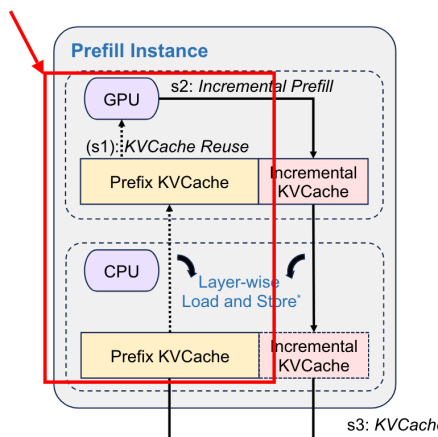 Prefill Instance
s2: Incremental Prefill
GPU
(s1): KVCache Reuse
Prefix KVCache
Incremental
KVCache
CPU
Layer-wise
Load and Store*
Prefix KVCache
Incremental
KVCache
s3: KVCache